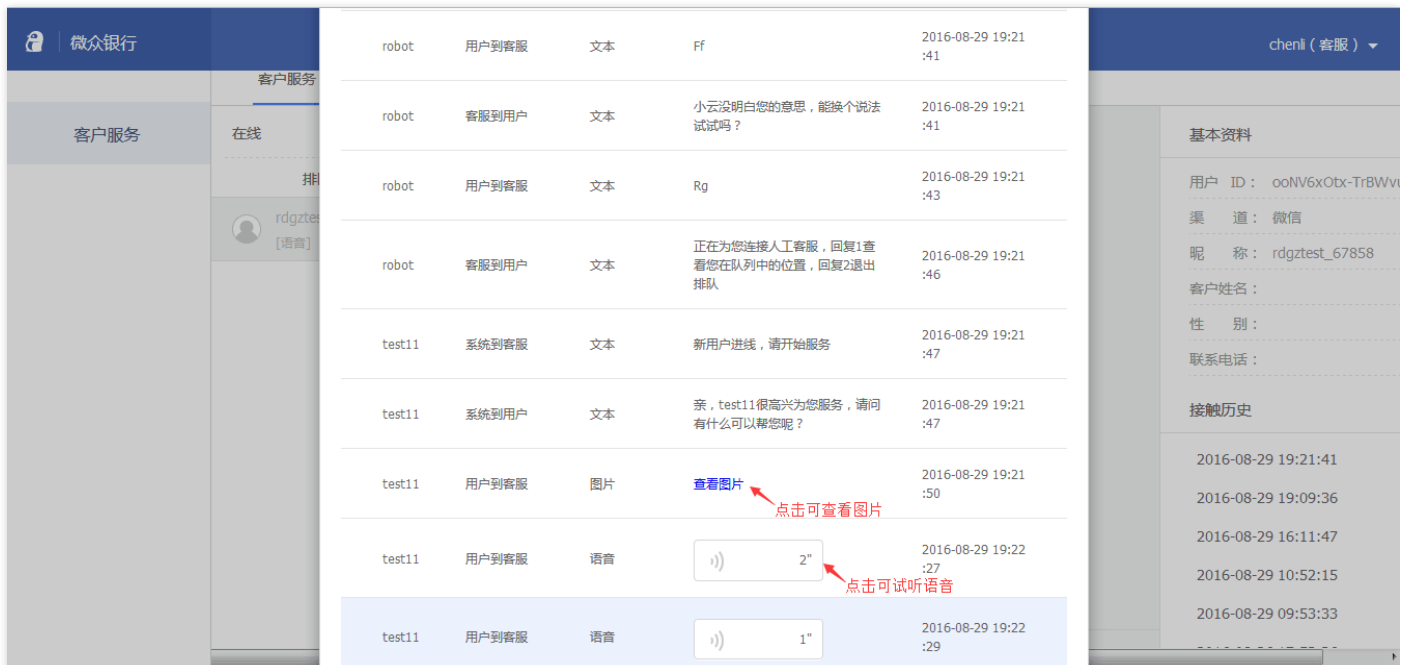 微众银行
chenli（客服）
客户服务
客户服务
在线
rdgztes
[语音]
robot 用户到客服 文本 Ff 2016-08-29 19:21
:41
robot 客服到用户 文本 小云没明白您的意思，能换个说法
试试吗？ 2016-08-29 19:21
:41
robot 用户到客服 文本 Rg 2016-08-29 19:21
:43
robot 客服到用户 文本 正在为您连接人工客服，回复1查
看您在队列中的位置，回复2退出
排队 2016-08-29 19:21
:46
test11 系统到客服 文本 新用户进线，请开始服务 2016-08-29 19:21
:47
test11 系统到用户 文本 亲，test11很高兴为您服务，请问
有什么可以帮您呢？ 2016-08-29 19:21
:47
test11 用户到客服 图片 查看图片 2016-08-29 19:21
:50
点击可查看图片
test11 用户到客服 语音 2" 2016-08-29 19:22
:27
点击可试听语音
test11 用户到客服 语音 1" 2016-08-29 19:22
:29
基本资料
用户 ID： ooNV6xOtx-TrBWvu
渠 道： 微信
昵 称： rdgztest_67858
客户姓名：
性 别：
联系电话：
接触历史
2016-08-29 19:21:41
2016-08-29 19:09:36
2016-08-29 16:11:47
2016-08-29 10:52:15
2016-08-29 09:53:33